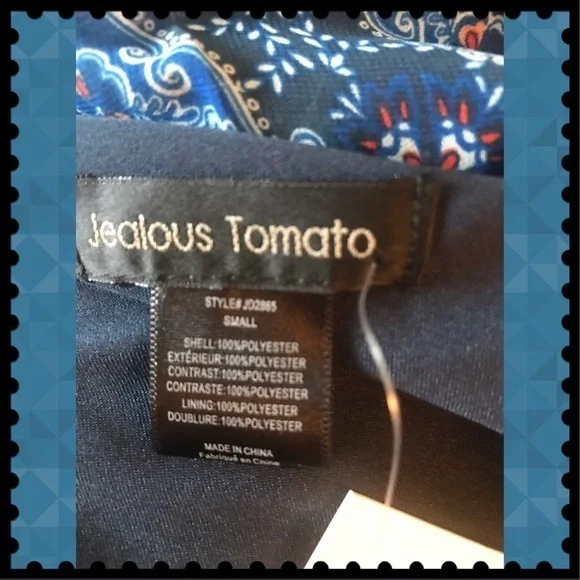 Jealous Tomato
STYLE# JD2865
SMALL
SHELL:100%POLYESTER
EXTÉRIEUR:100%POLYESTER
CONTRAST:100%POLYESTER
CONTRASTE:100%POLYESTER
LINING:100%POLYESTER
DOUBLURE:100%POLYESTER
MADE IN CHINA
Fabriqué en Chine